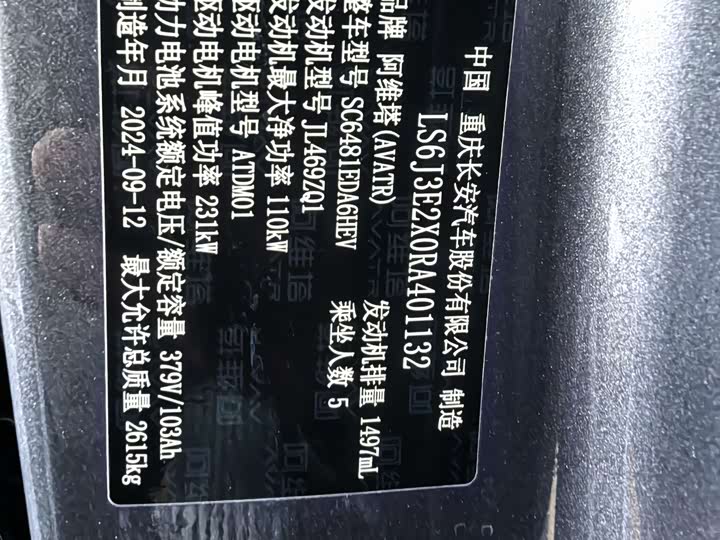 中国 重庆长安汽车股份有限公司 制造
LS6J3E2X0RA401132
品牌 阿维塔(AVATR) 发动机排量 1497mL
整车型号 SC6481EDA6HEV 乘坐人数 5
发动机型号 JL469ZQ1
发动机最大净功率 110kW
驱动电机型号 ATDM01
驱动电机峰值功率 231kW
动力电池系统额定电压/额定容量 379V/103Ah
制造年月 2024-09-12 最大允许总质量 2615kg